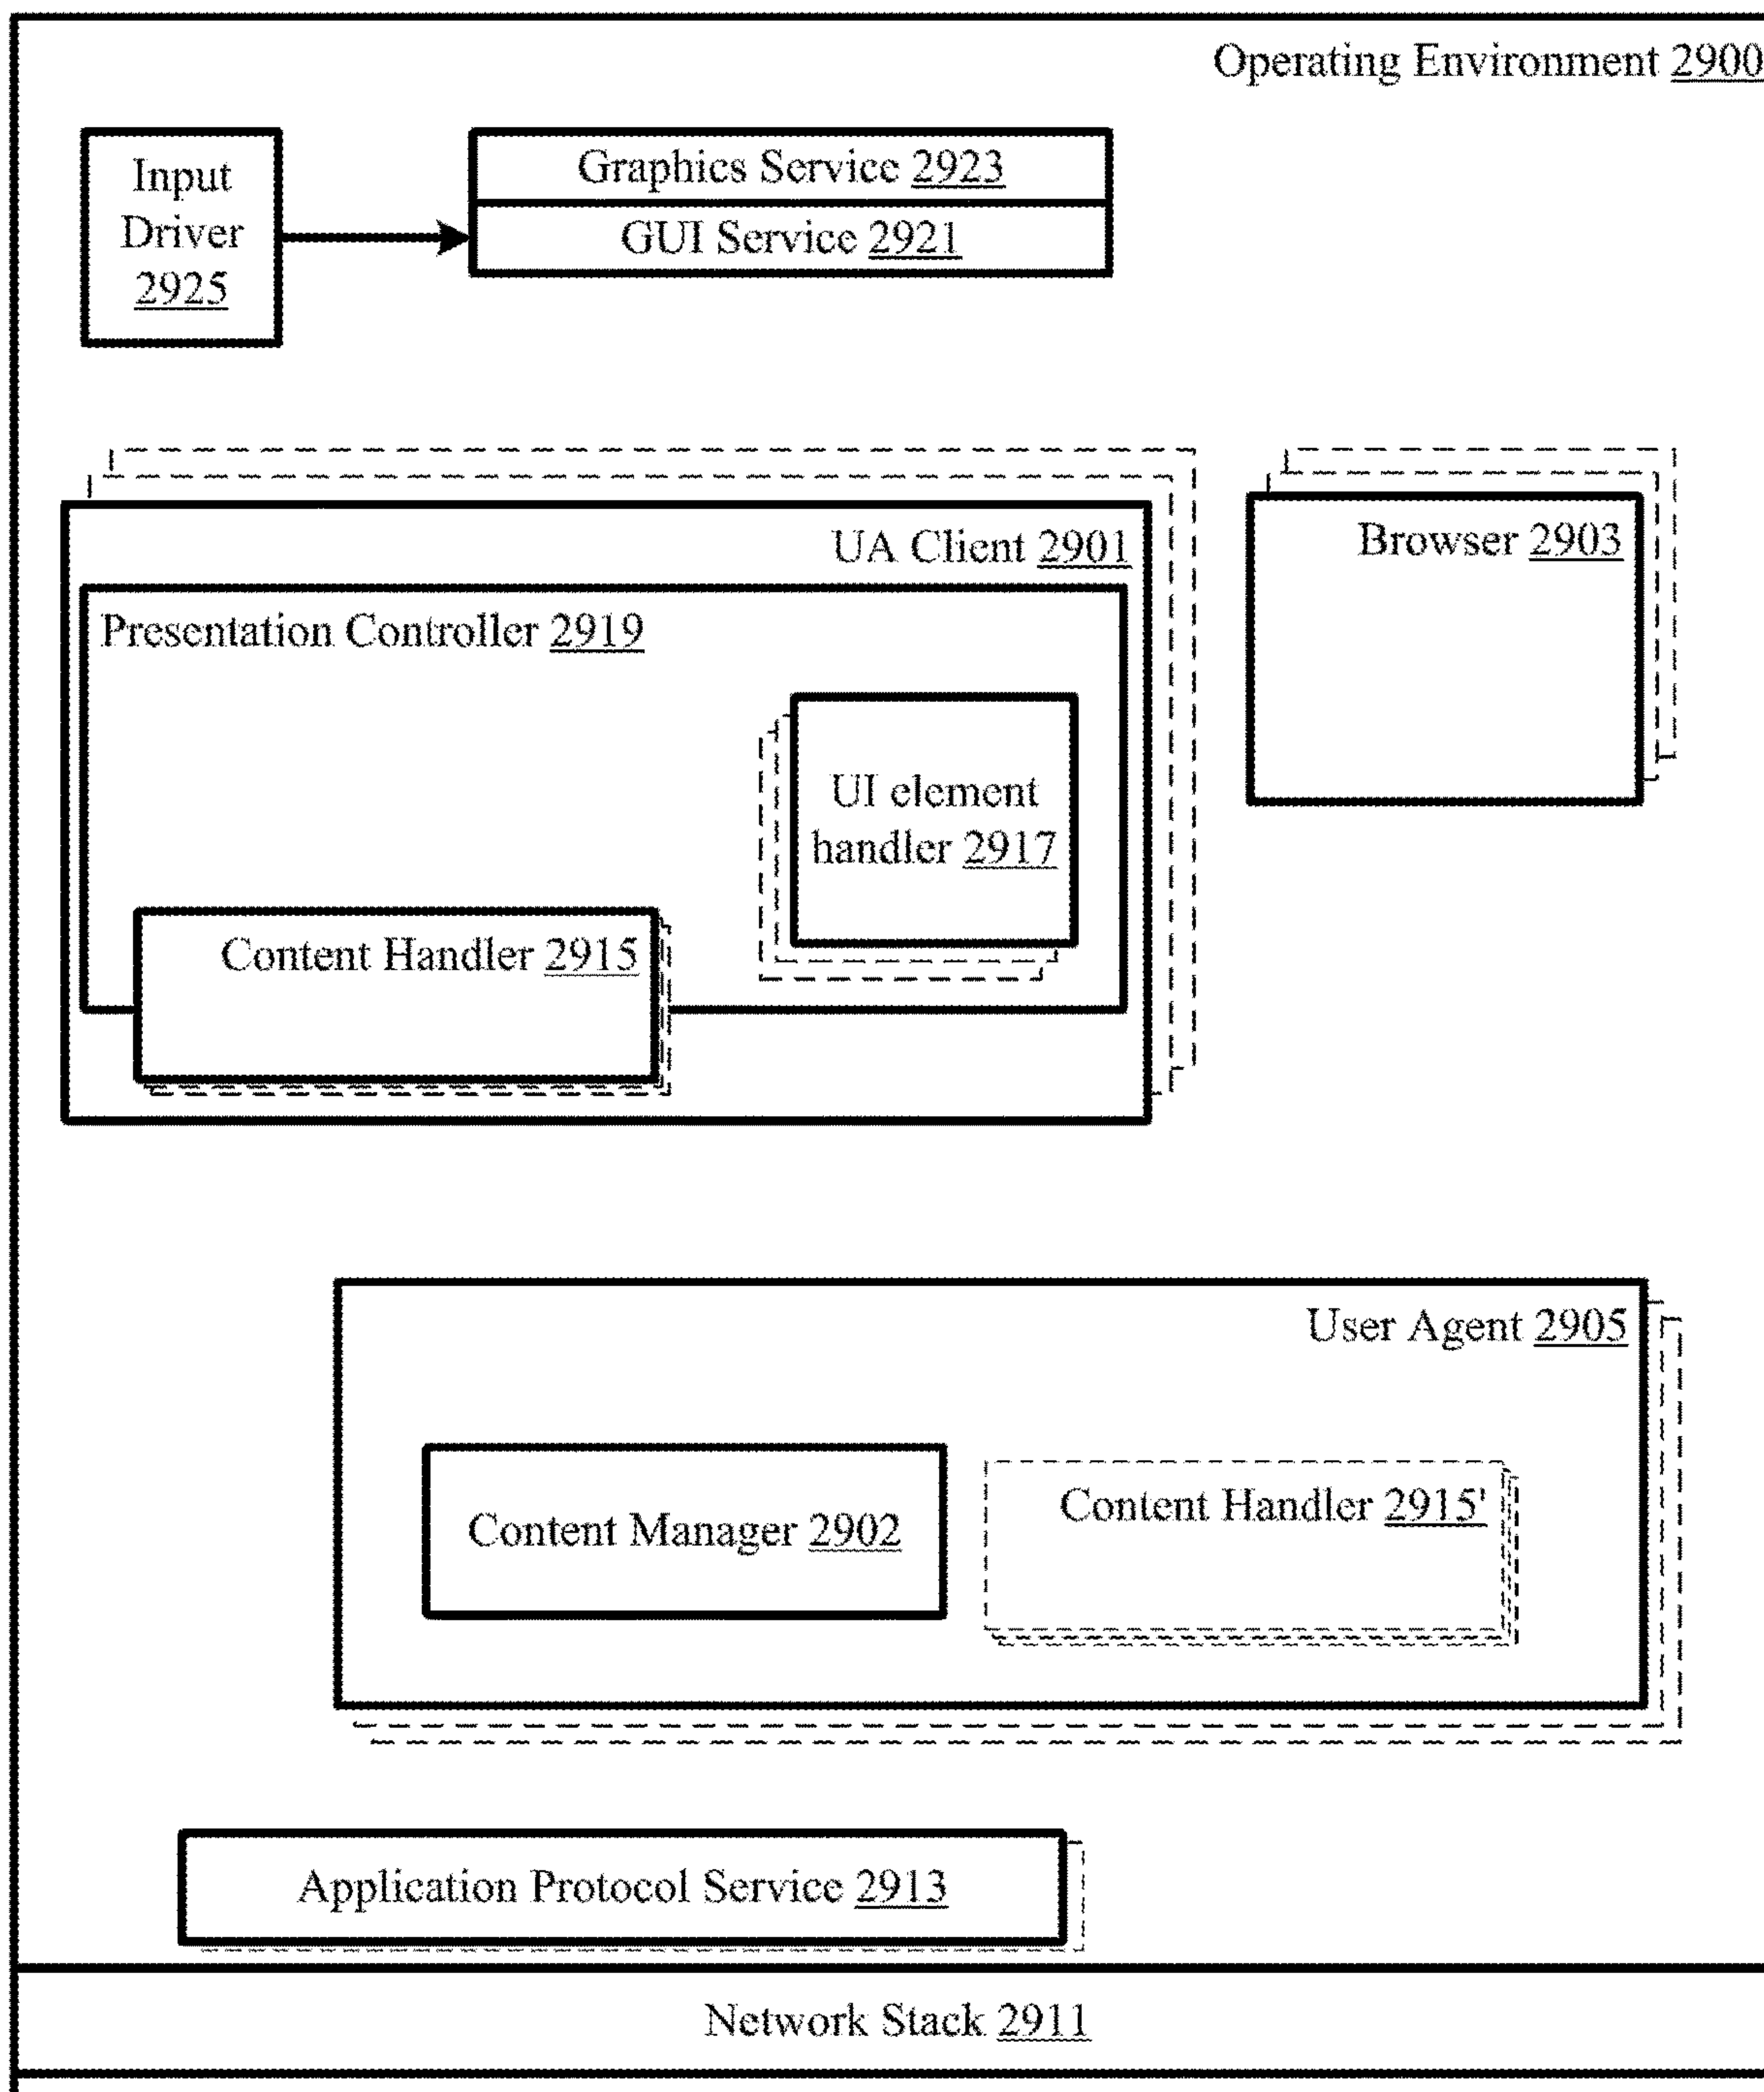 Operating Environment 2900
Input
Driver
2925
Graphics Service 2923
GUI Service 2921
UA Client 2901
Browser 2903
Presentation Controller 2919
UI element
handler 2917
Content Handler 2915
User Agent 2905
Content Manager 2902
Content Handler 2915'
Application Protocol Service 2913
Network Stack 2911